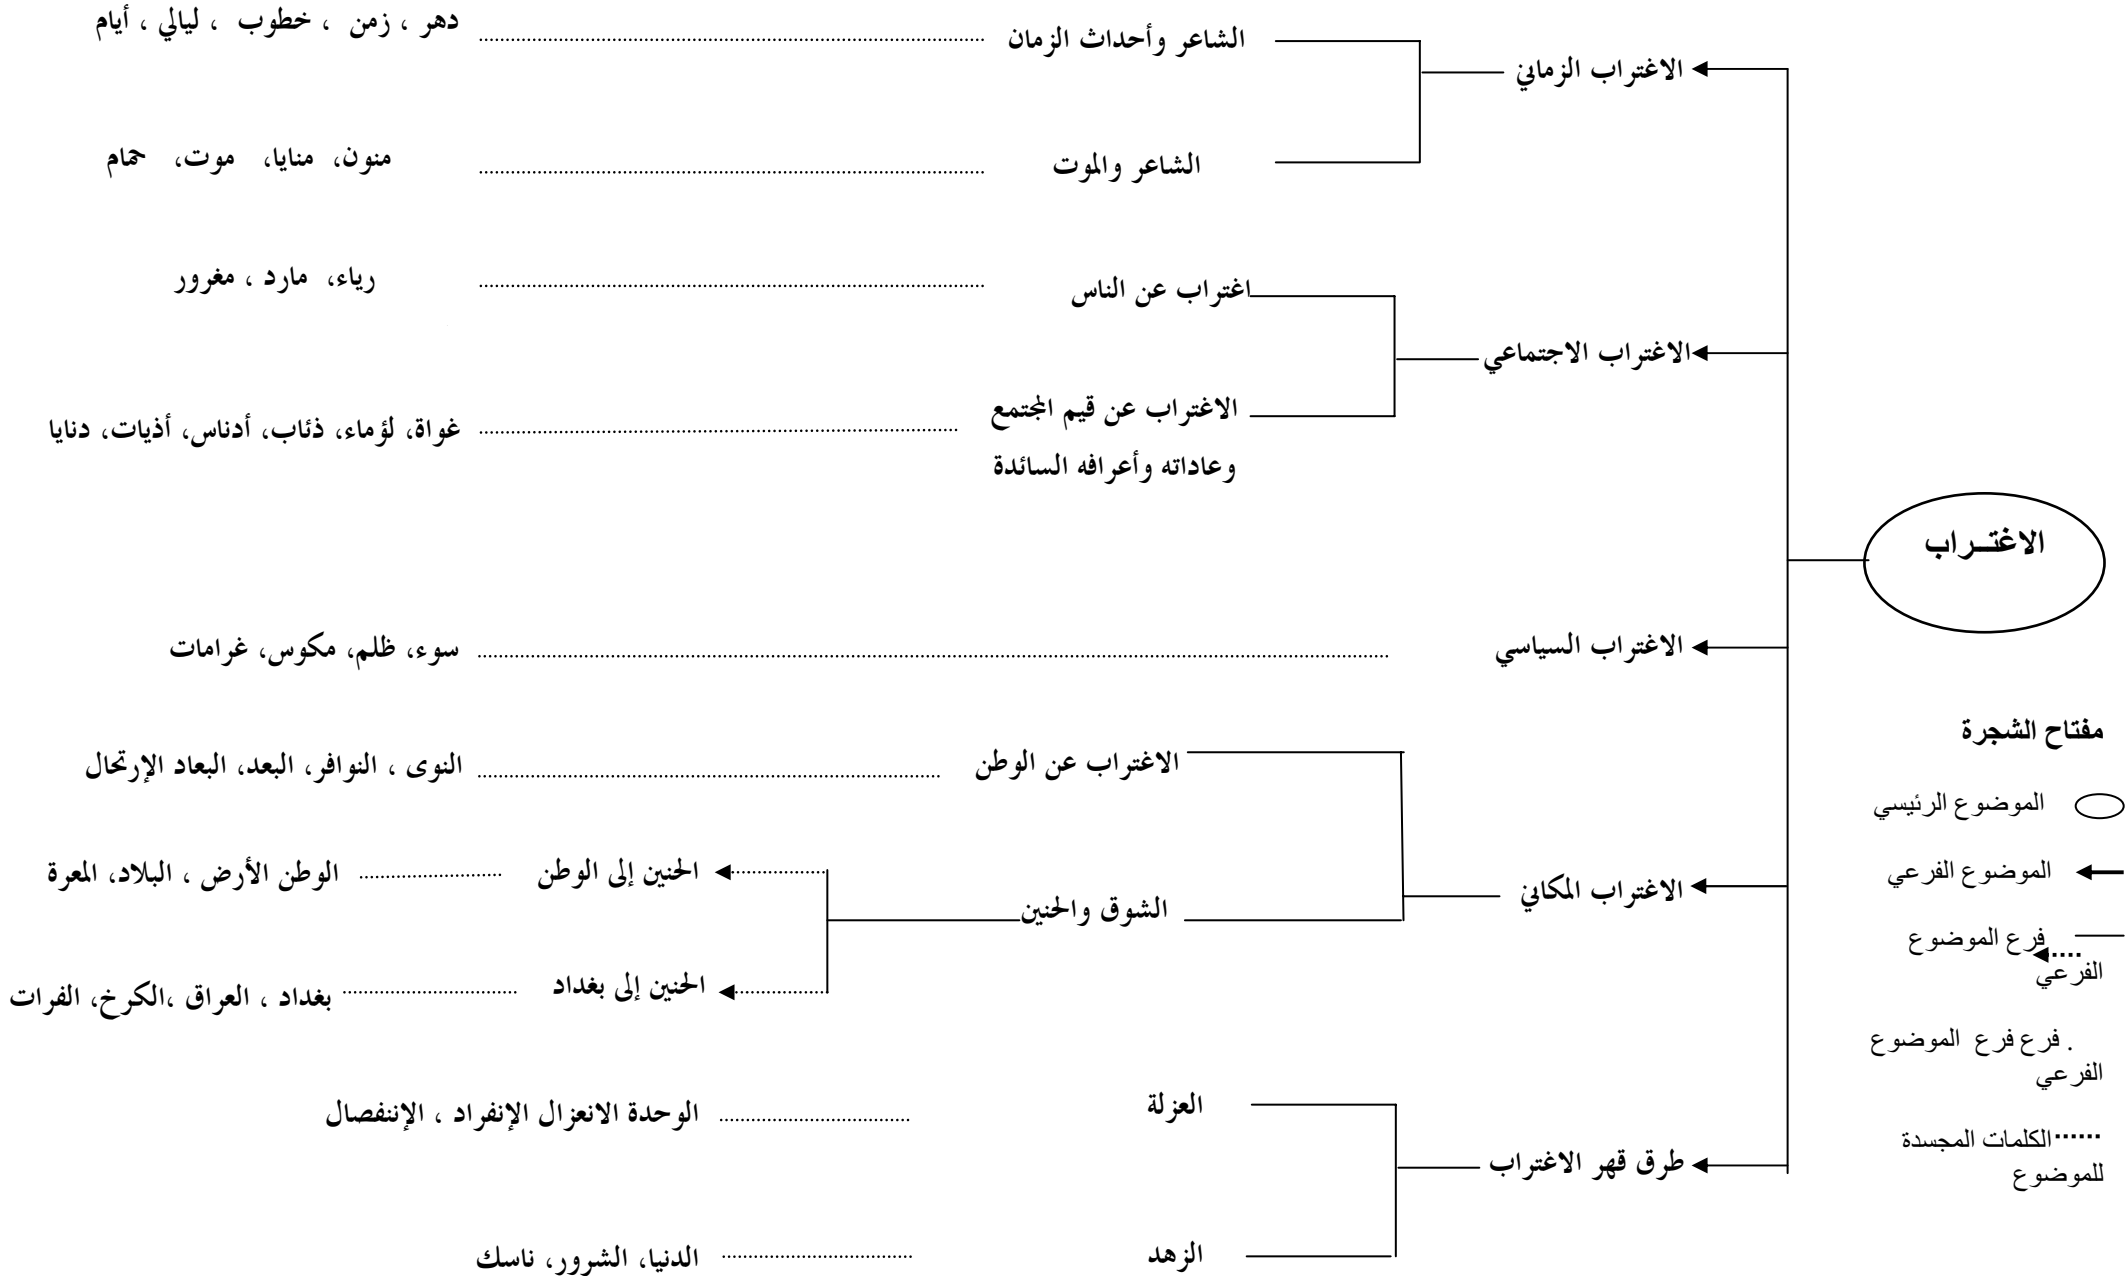 الشاعر وأحداث الزمان
دهر ، زمن ، خطوب ، ليالي ، أيام
الاغتراب الزماني
الشاعر والموت
منون، منايا، موت، حمام
اغتراب عن الناس
رياء، مارد ، مغرور
الاغتراب الاجتماعي
الاغتراب عن قيم المجتمع
وعاداته وأعرافه السائدة
غواة، لؤماء، ذئاب، أدناس، أذيات، دنايا
الاغتــراب
الاغتراب السياسي
سوء، ظلم، مكوس، غرامات
الاغتراب عن الوطن
النوى ، النوافر، البعد، البعاد الإرتحال
الاغتراب المكاني
الشوق والحنين
الحنين إلى الوطن
الوطن الأرض ، البلاد، المعرة
الحنين إلى بغداد
بغداد ، العراق ،الكرخ، الفرات
العزلة
الوحدة الانعزال الإنفراد ، الإننفصال
طرق قهر الاغتراب
الزهد
الدنيا، الشرور، ناسك
مفتاح الشجرة
الموضوع الرئيسي
الموضوع الفرعي
فرع الموضوع
الفرعي
. فرع فرع الموضوع
الفرعي
الكلمات المجسدة
للموضوع